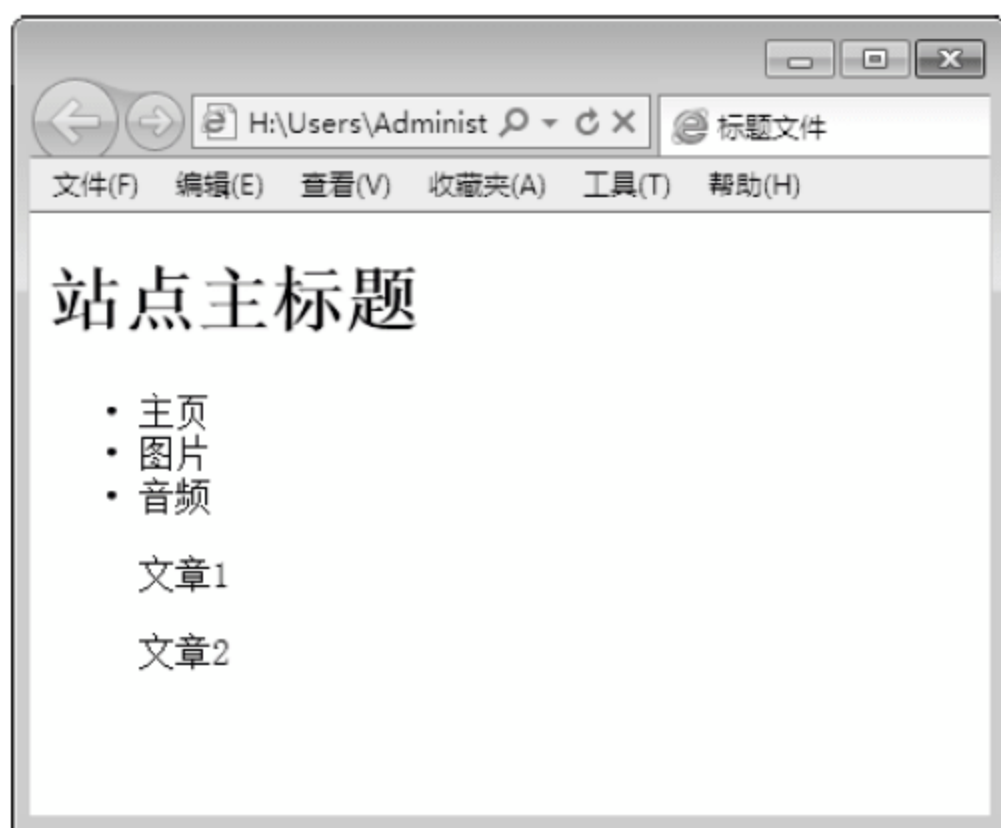 H:\Users\Administ 标题文件
文件(F) 编辑(E) 查看(V) 收藏夹(A) 工具(T) 帮助(H)
站点主标题
• 主页
• 图片
• 音频
文章1
文章2